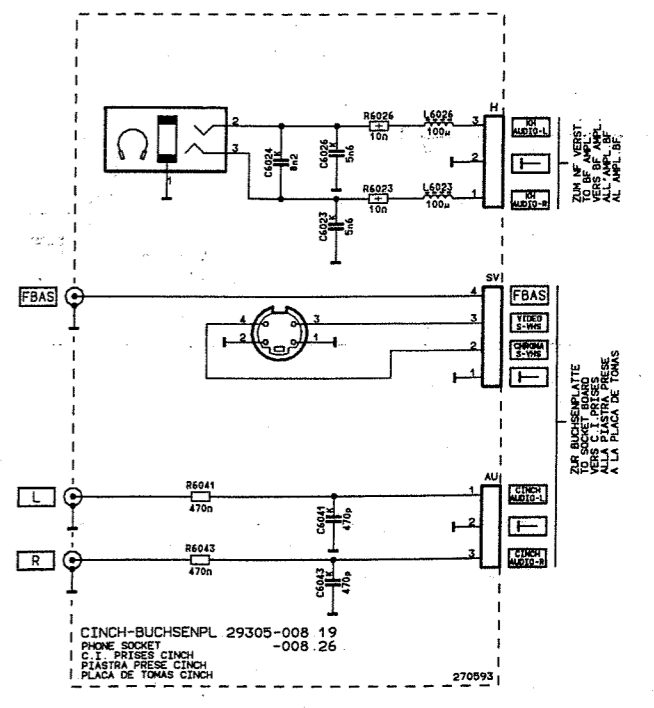 H
R6026
10n
L6026
100µ
3
KH
AUDIO-L
2
3
1
C6024
K
8n2
C6026
K
5n6
2
R6023
10n
L6023
100µ
1
KH
AUDIO-R
C6023
K
5n6
ZUM NF VERST.
TO BF AMPL.
VERS BF AMPL.
ALL'AMPL.BF
AL AMPL.BF.
SV
FBAS
4
FBAS
4
3
3
VIDEO
S-VHS
2
1
2
CHROMA
S-VHS
1
ZUR BUCHSENPLATTE
TO SOCKET BOARD
VERS C.I.PRISES
ALLA PIASTRA PRESE
A LA PLACA DE TOMAS
AU
L
R6041
470n
1
CINCH
AUDIO-L
C6041
K
470p
2
R
R6043
470n
3
CINCH
AUDIO-R
C6043
K
470p
CINCH-BUCHSENPL 29305-008.19
PHONE SOCKET -008.26
C.I. PRISES CINCH
PIASTRA PRESE CINCH
PLACA DE TOMAS CINCH
270593